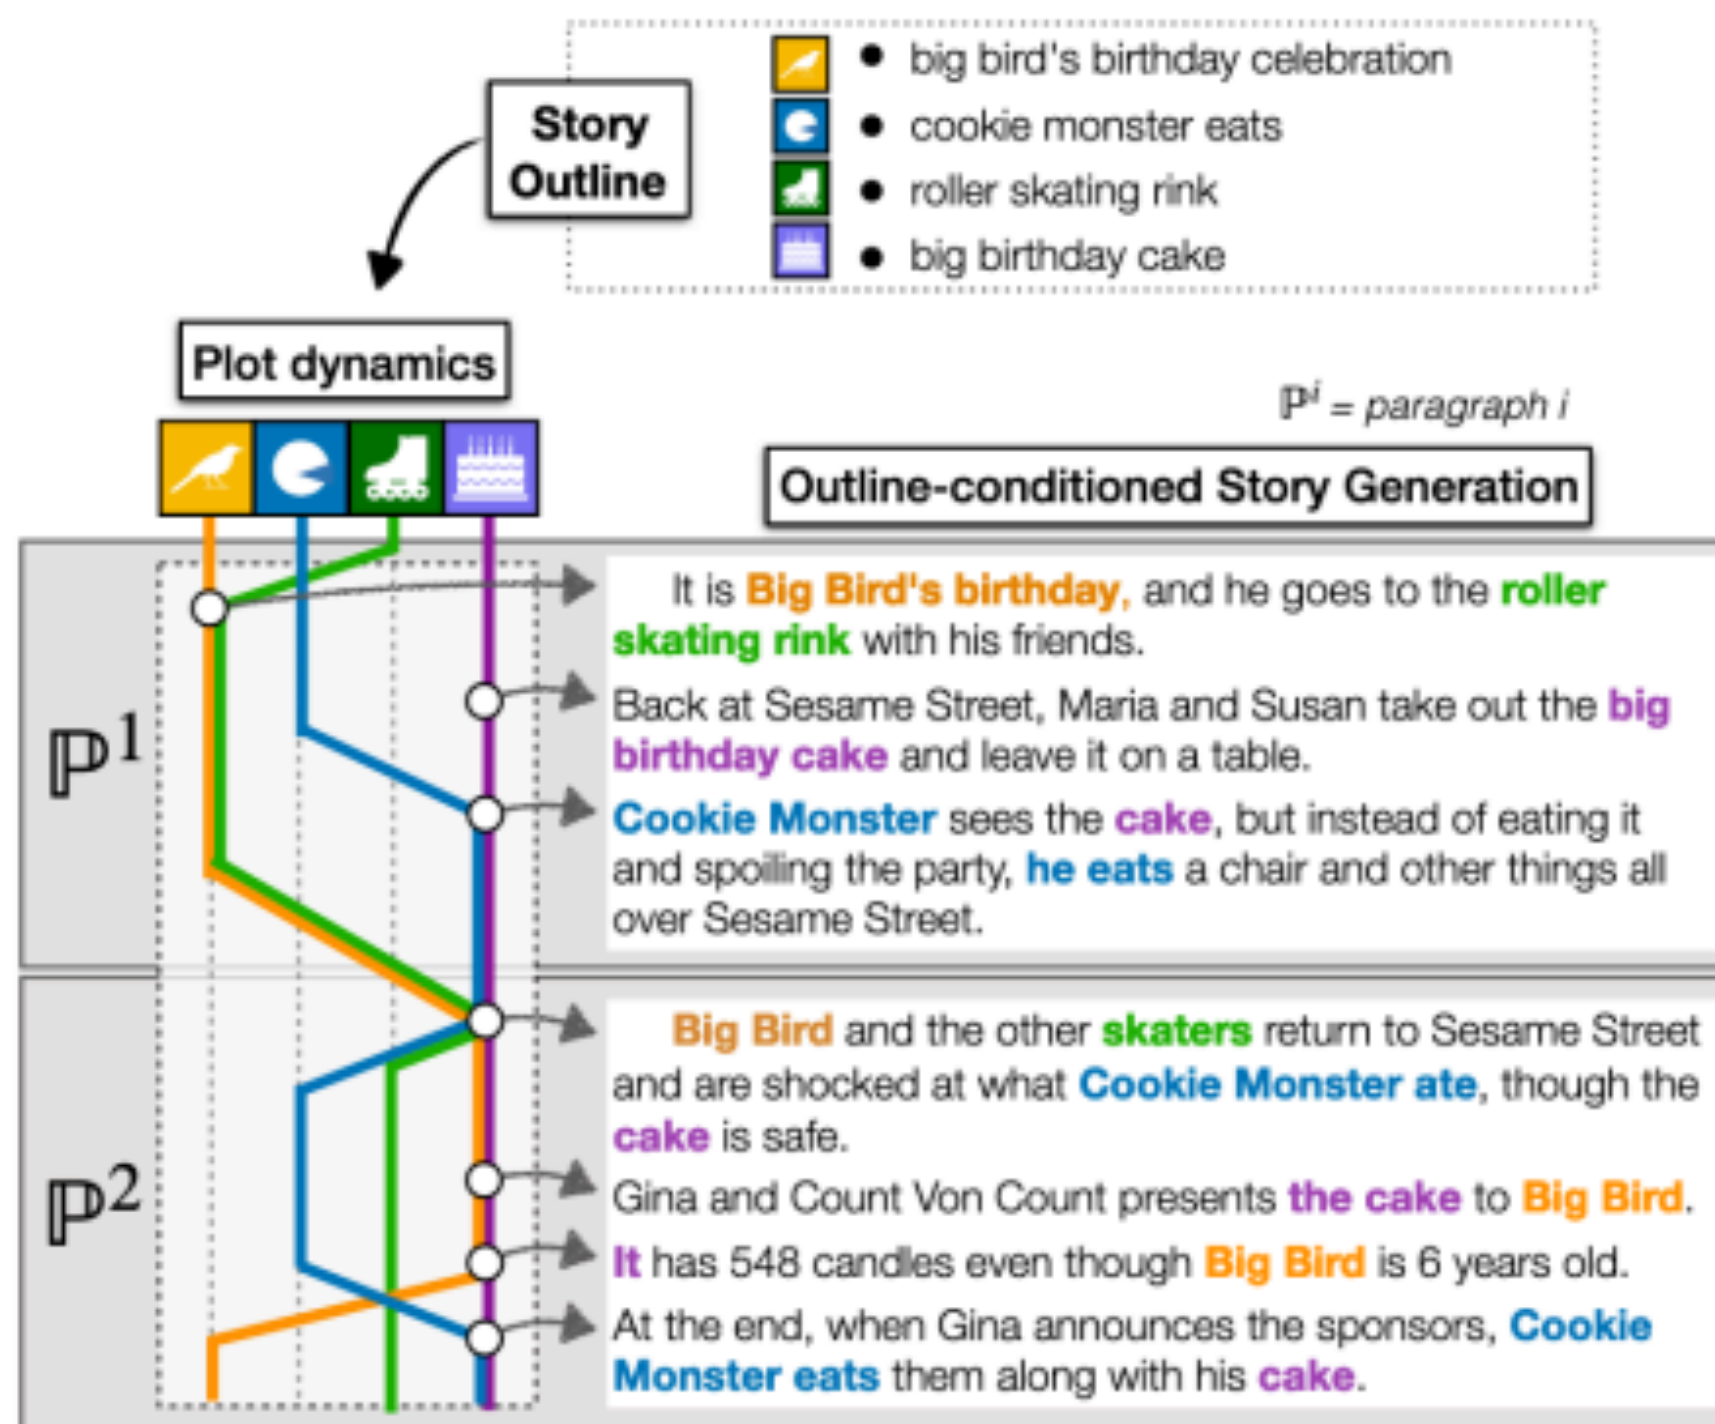 • big bird's birthday celebration
Story
Outline
• cookie monster eats
• roller skating rink
• big birthday cake
Plot dynamics
ℙⁱ = paragraph i
Outline-conditioned Story Generation
ℙ¹
It is Big Bird's birthday, and he goes to the roller
skating rink with his friends.
Back at Sesame Street, Maria and Susan take out the big
birthday cake and leave it on a table.
Cookie Monster sees the cake, but instead of eating it
and spoiling the party, he eats a chair and other things all
over Sesame Street.
ℙ²
Big Bird and the other skaters return to Sesame Street
and are shocked at what Cookie Monster ate, though the
cake is safe.
Gina and Count Von Count presents the cake to Big Bird.
It has 548 candles even though Big Bird is 6 years old.
At the end, when Gina announces the sponsors, Cookie
Monster eats them along with his cake.